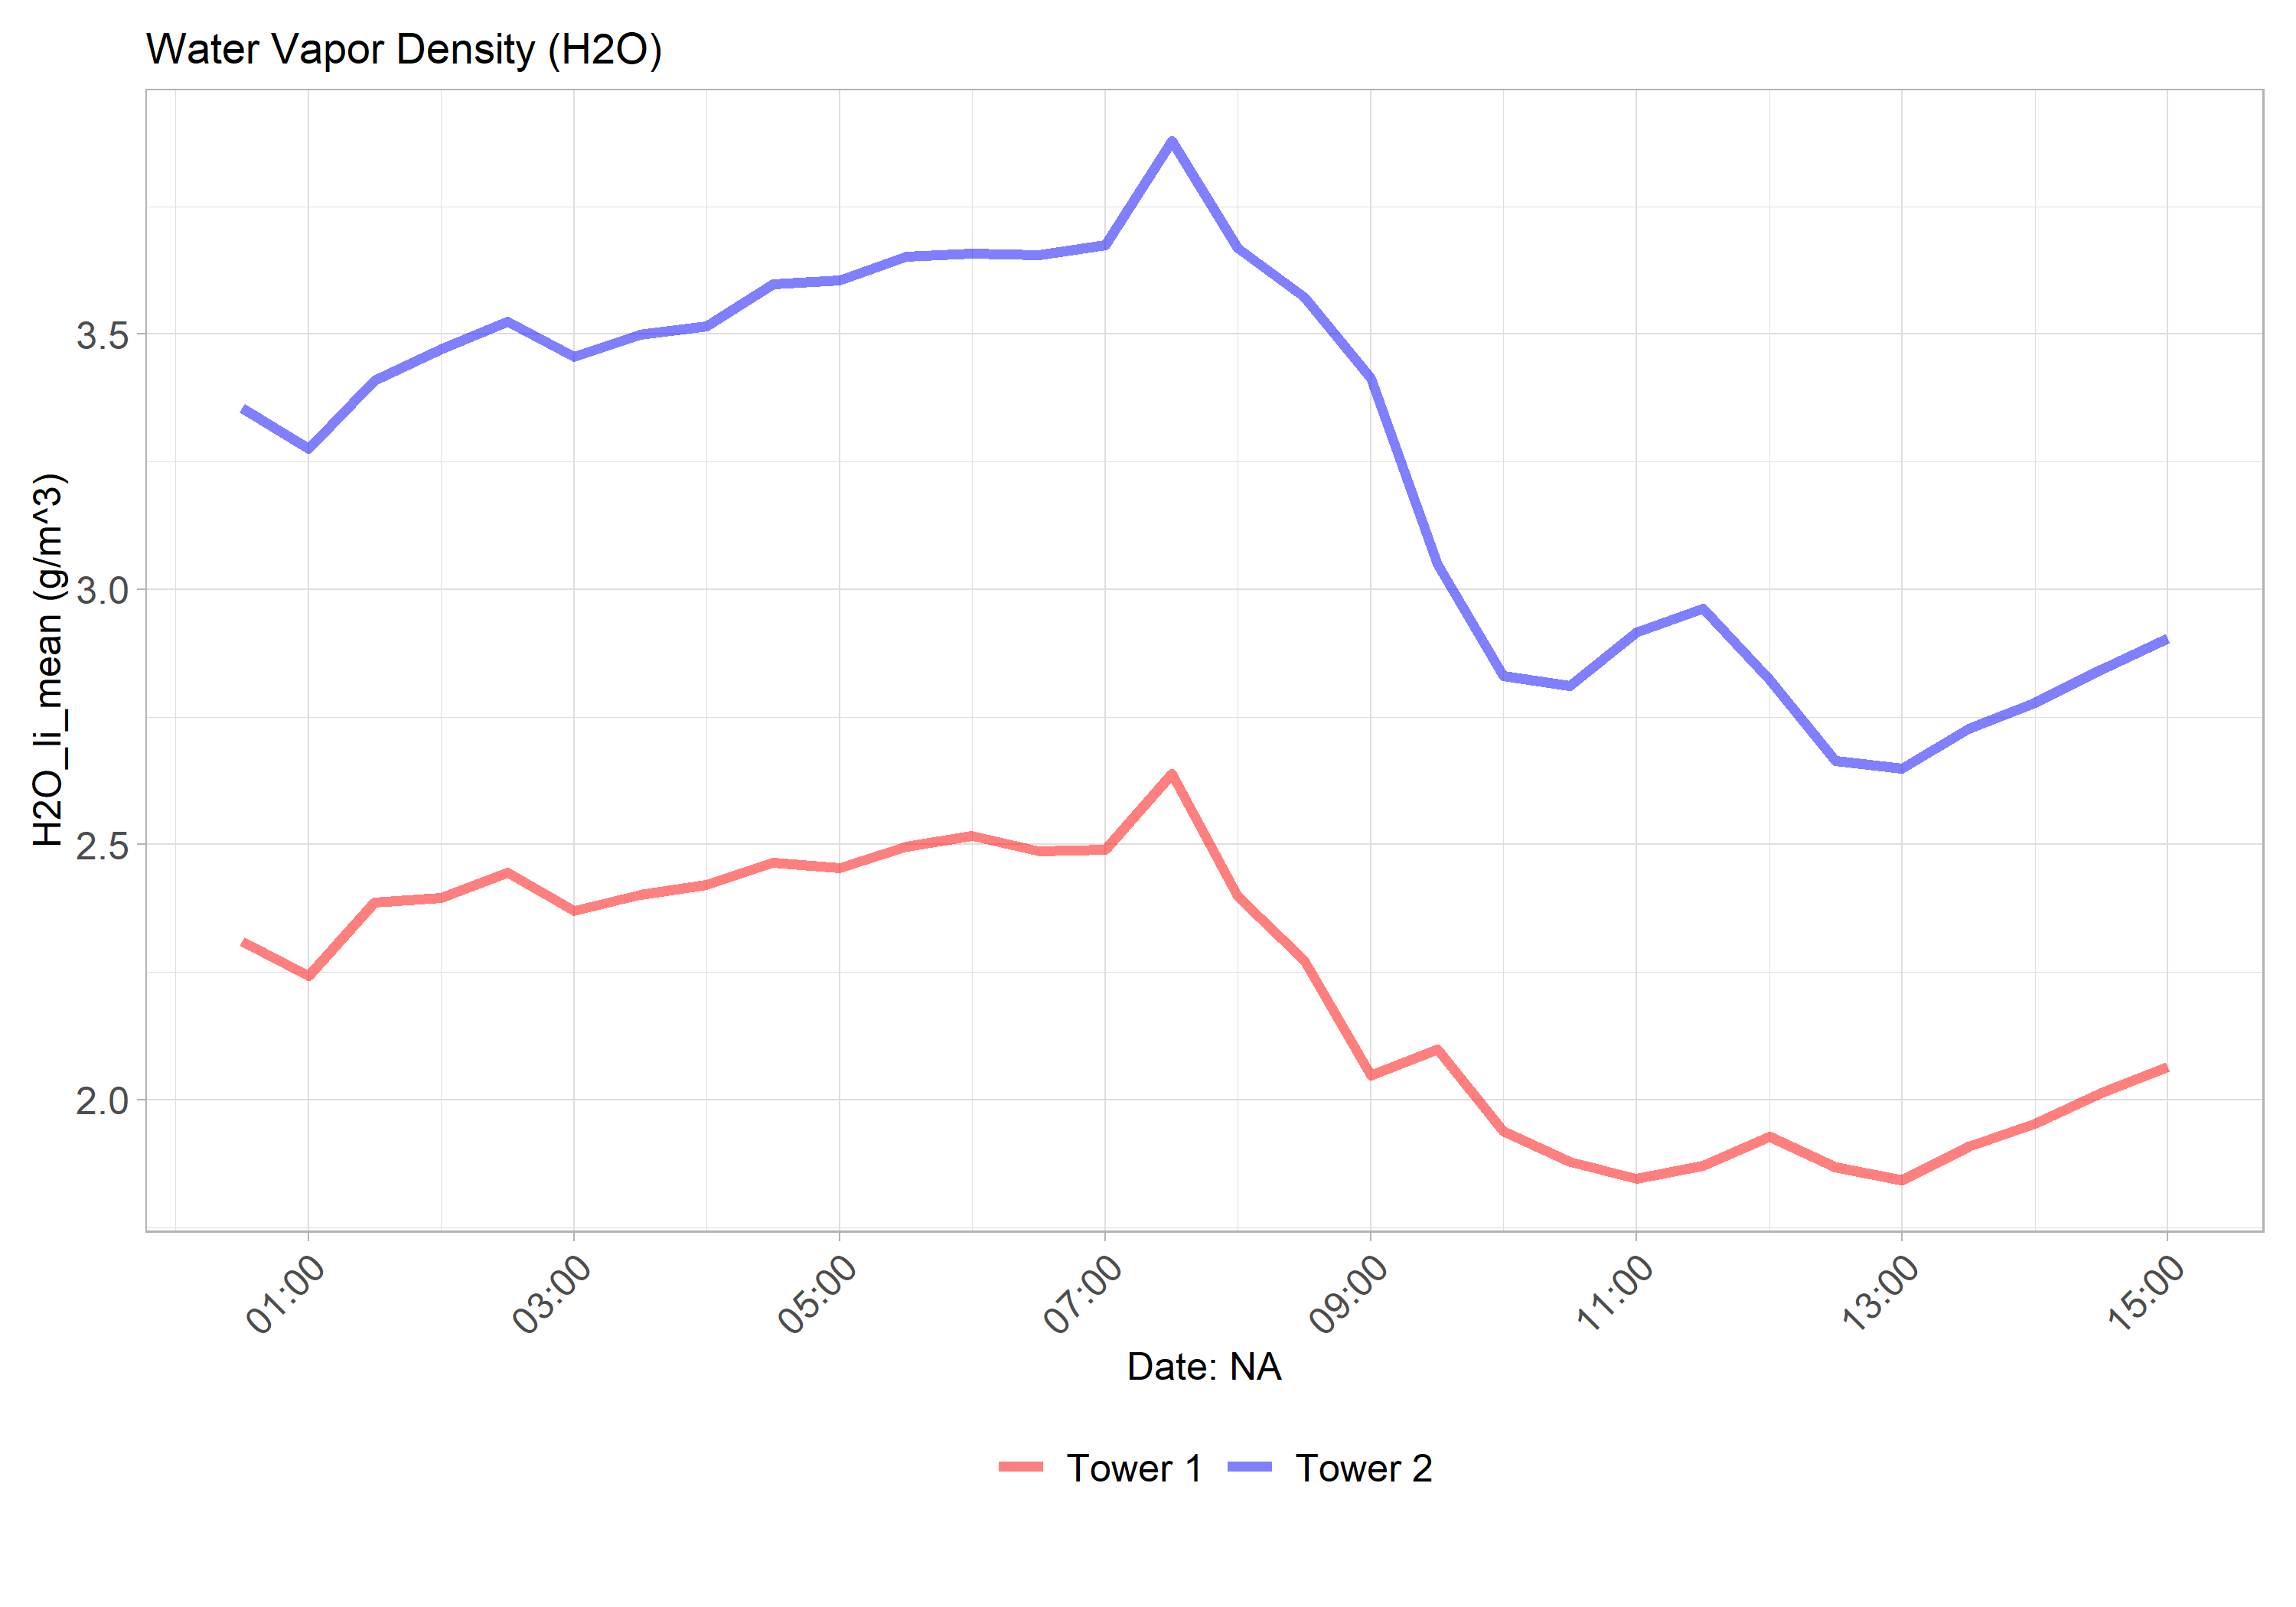 Water Vapor Density (H2O)
H2O_li_mean (g/m^3)
3.5
3.0
2.5
2.0
01:00 03:00 05:00 07:00 09:00 11:00 13:00 15:00
Date: NA
Tower 1 Tower 2